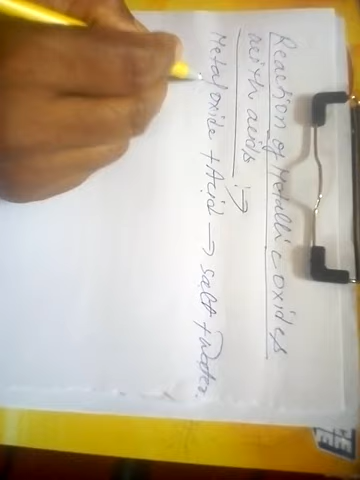 Reaction of Metallic oxides
with acids :→
Metal oxide + Acid → salt + water.